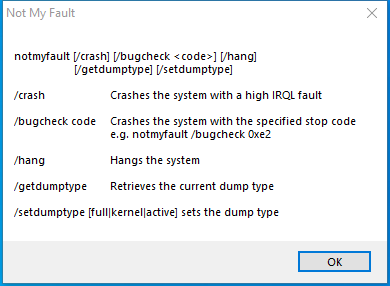 Not My Fault
notmyfault [/crash] [/bugcheck <code>] [/hang]
[/getdumptype] [/setdumptype]
/crash Crashes the system with a high IRQL fault
/bugcheck code Crashes the system with the specified stop code
e.g. notmyfault /bugcheck 0xe2
/hang Hangs the system
/getdumptype Retrieves the current dump type
/setdumptype [full|kernel|active] sets the dump type
OK